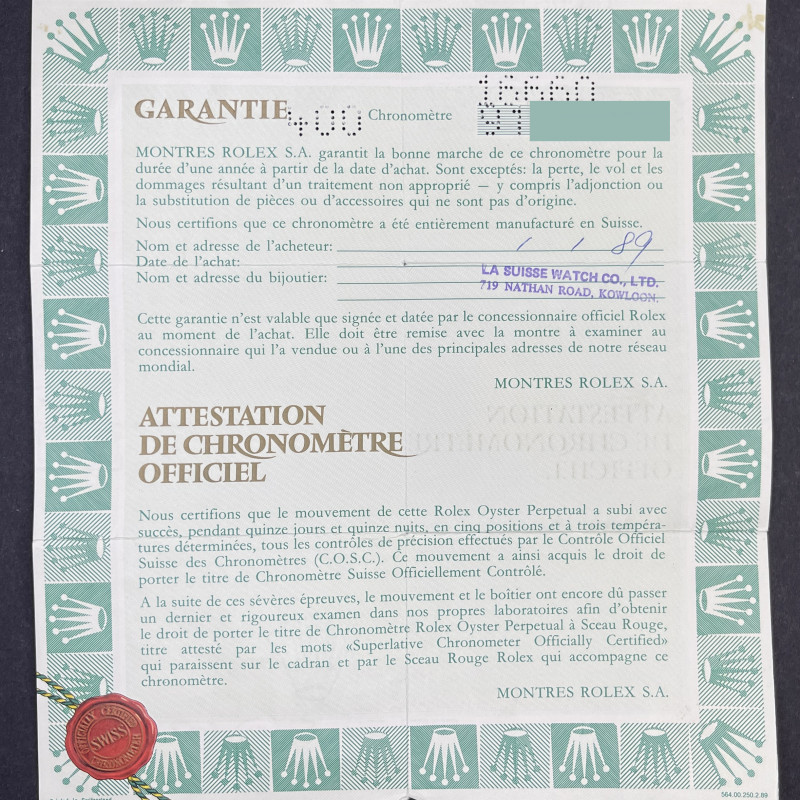 16660
GARANTIE 400 Chronomètre 91
MONTRES ROLEX S.A. garantit la bonne marche de ce chronomètre pour la
durée d'une année à partir de la date d'achat. Sont exceptés: la perte, le vol et les
dommages résultant d'un traitement non approprié — y compris l'adjonction ou
la substitution de pièces ou d'accessoires qui ne sont pas d'origine.
Nous certifions que ce chronomètre a été entièrement manufacturé en Suisse.
Nom et adresse de l'acheteur:
Date de l'achat: / / 89
Nom et adresse du bijoutier: LA SUISSE WATCH CO., LTD.
719 NATHAN ROAD, KOWLOON.
Cette garantie n'est valable que signée et datée par le concessionnaire officiel Rolex
au moment de l'achat. Elle doit être remise avec la montre à examiner au
concessionnaire qui l'a vendue ou à l'une des principales adresses de notre réseau
mondial.
MONTRES ROLEX S.A.
ATTESTATION
DE CHRONOMÈTRE
OFFICIEL
Nous certifions que le mouvement de cette Rolex Oyster Perpetual a subi avec
succès, pendant quinze jours et quinze nuits, en cinq positions et à trois tempéra-
tures déterminées, tous les contrôles de précision effectués par le Contrôle Officiel
Suisse des Chronomètres (C.O.S.C.). Ce mouvement a ainsi acquis le droit de
porter le titre de Chronomètre Suisse Officiellement Contrôlé.
A la suite de ces sévères épreuves, le mouvement et le boîtier ont encore dû passer
un dernier et rigoureux examen dans nos propres laboratoires afin d'obtenir
le droit de porter le titre de Chronomètre Rolex Oyster Perpetual à Sceau Rouge,
titre attesté par les mots «Superlative Chronometer Officially Certified»
qui paraissent sur le cadran et par le Sceau Rouge Rolex qui accompagne ce
chronomètre.
MONTRES ROLEX S.A.
OFFICIALLY CERTIFIED
SWISS
CHRONOMETER
564.00.250.2.89